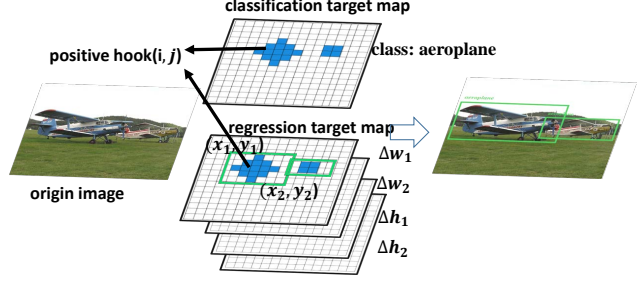 classification target map
positive hook(i, j)
class: aeroplane
regression target map
(x₁, y₁)
(x₂, y₂)
Δw₁
Δw₂
Δh₁
Δh₂
origin image
aeroplane